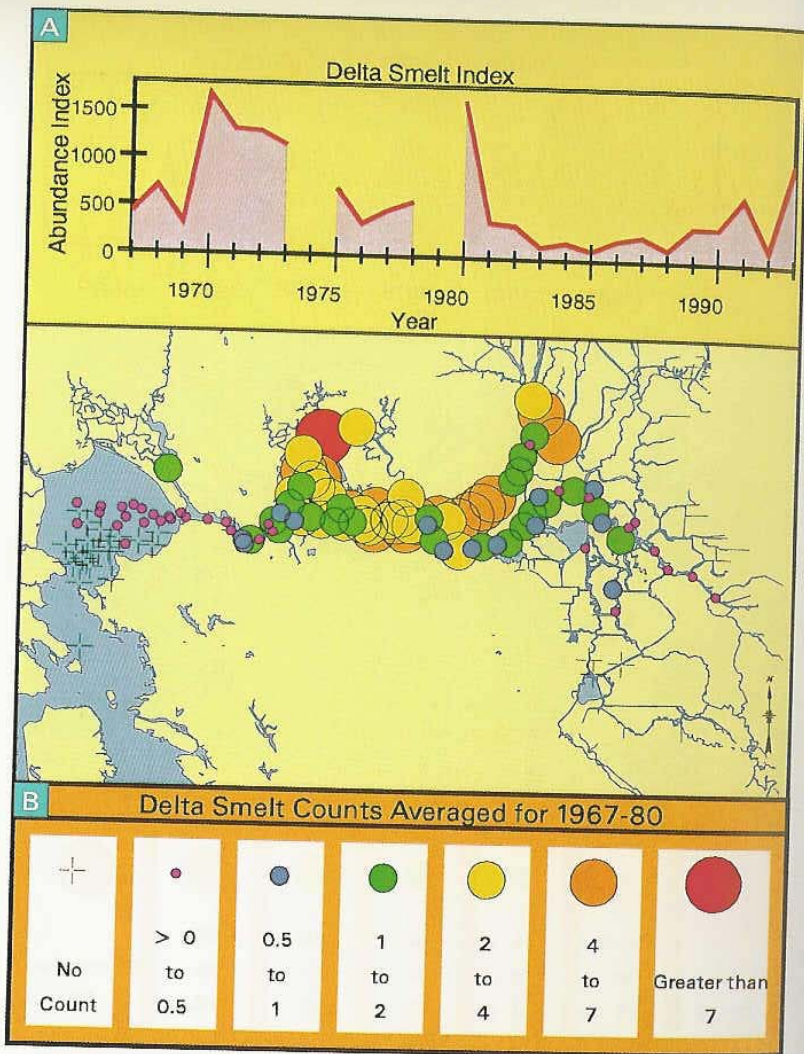 A
Delta Smelt Index
Abundance Index
1500
1000
500
0
1970 1975 1980 1985 1990
Year
B
Delta Smelt Counts Averaged for 1967-80
No
Count
> 0
to
0.5
0.5
to
1
1
to
2
2
to
4
4
to
7
Greater than
7